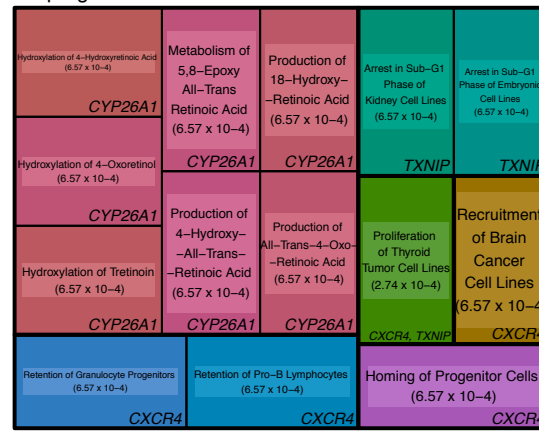 Hydroxylation of 4−Hydroxyretinoic Acid
(6.57 x 10−4)
CYP26A1
Hydroxylation of 4−Oxoretinol
(6.57 x 10−4)
CYP26A1
Hydroxylation of Tretinoin
(6.57 x 10−4)
CYP26A1
Metabolism of
5,8−Epoxy
All−Trans
Retinoic Acid
(6.57 x 10−4)
CYP26A1
Production of
18−Hydroxy−
−Retinoic Acid
(6.57 x 10−4)
CYP26A1
Production of
4−Hydroxy−
−All−Trans−
−Retinoic Acid
(6.57 x 10−4)
CYP26A1
Production of
All−Trans−4−Oxo−
−Retinoic Acid
(6.57 x 10−4)
CYP26A1
Arrest in Sub−G1
Phase of
Kidney Cell Lines
(6.57 x 10−4)
TXNIP
Arrest in Sub−G1
Phase of Embryonic
Cell Lines
(6.57 x 10−4)
TXNIP
Proliferation
of Thyroid
Tumor Cell Lines
(2.74 x 10−4)
CXCR4, TXNIP
Recruitment
of Brain
Cancer
Cell Lines
(6.57 x 10−4
CXCR4
Retention of Granulocyte Progenitors
(6.57 x 10−4)
CXCR4
Retention of Pro−B Lymphocytes
(6.57 x 10−4)
CXCR4
Homing of Progenitor Cells
(6.57 x 10−4)
CXCR4